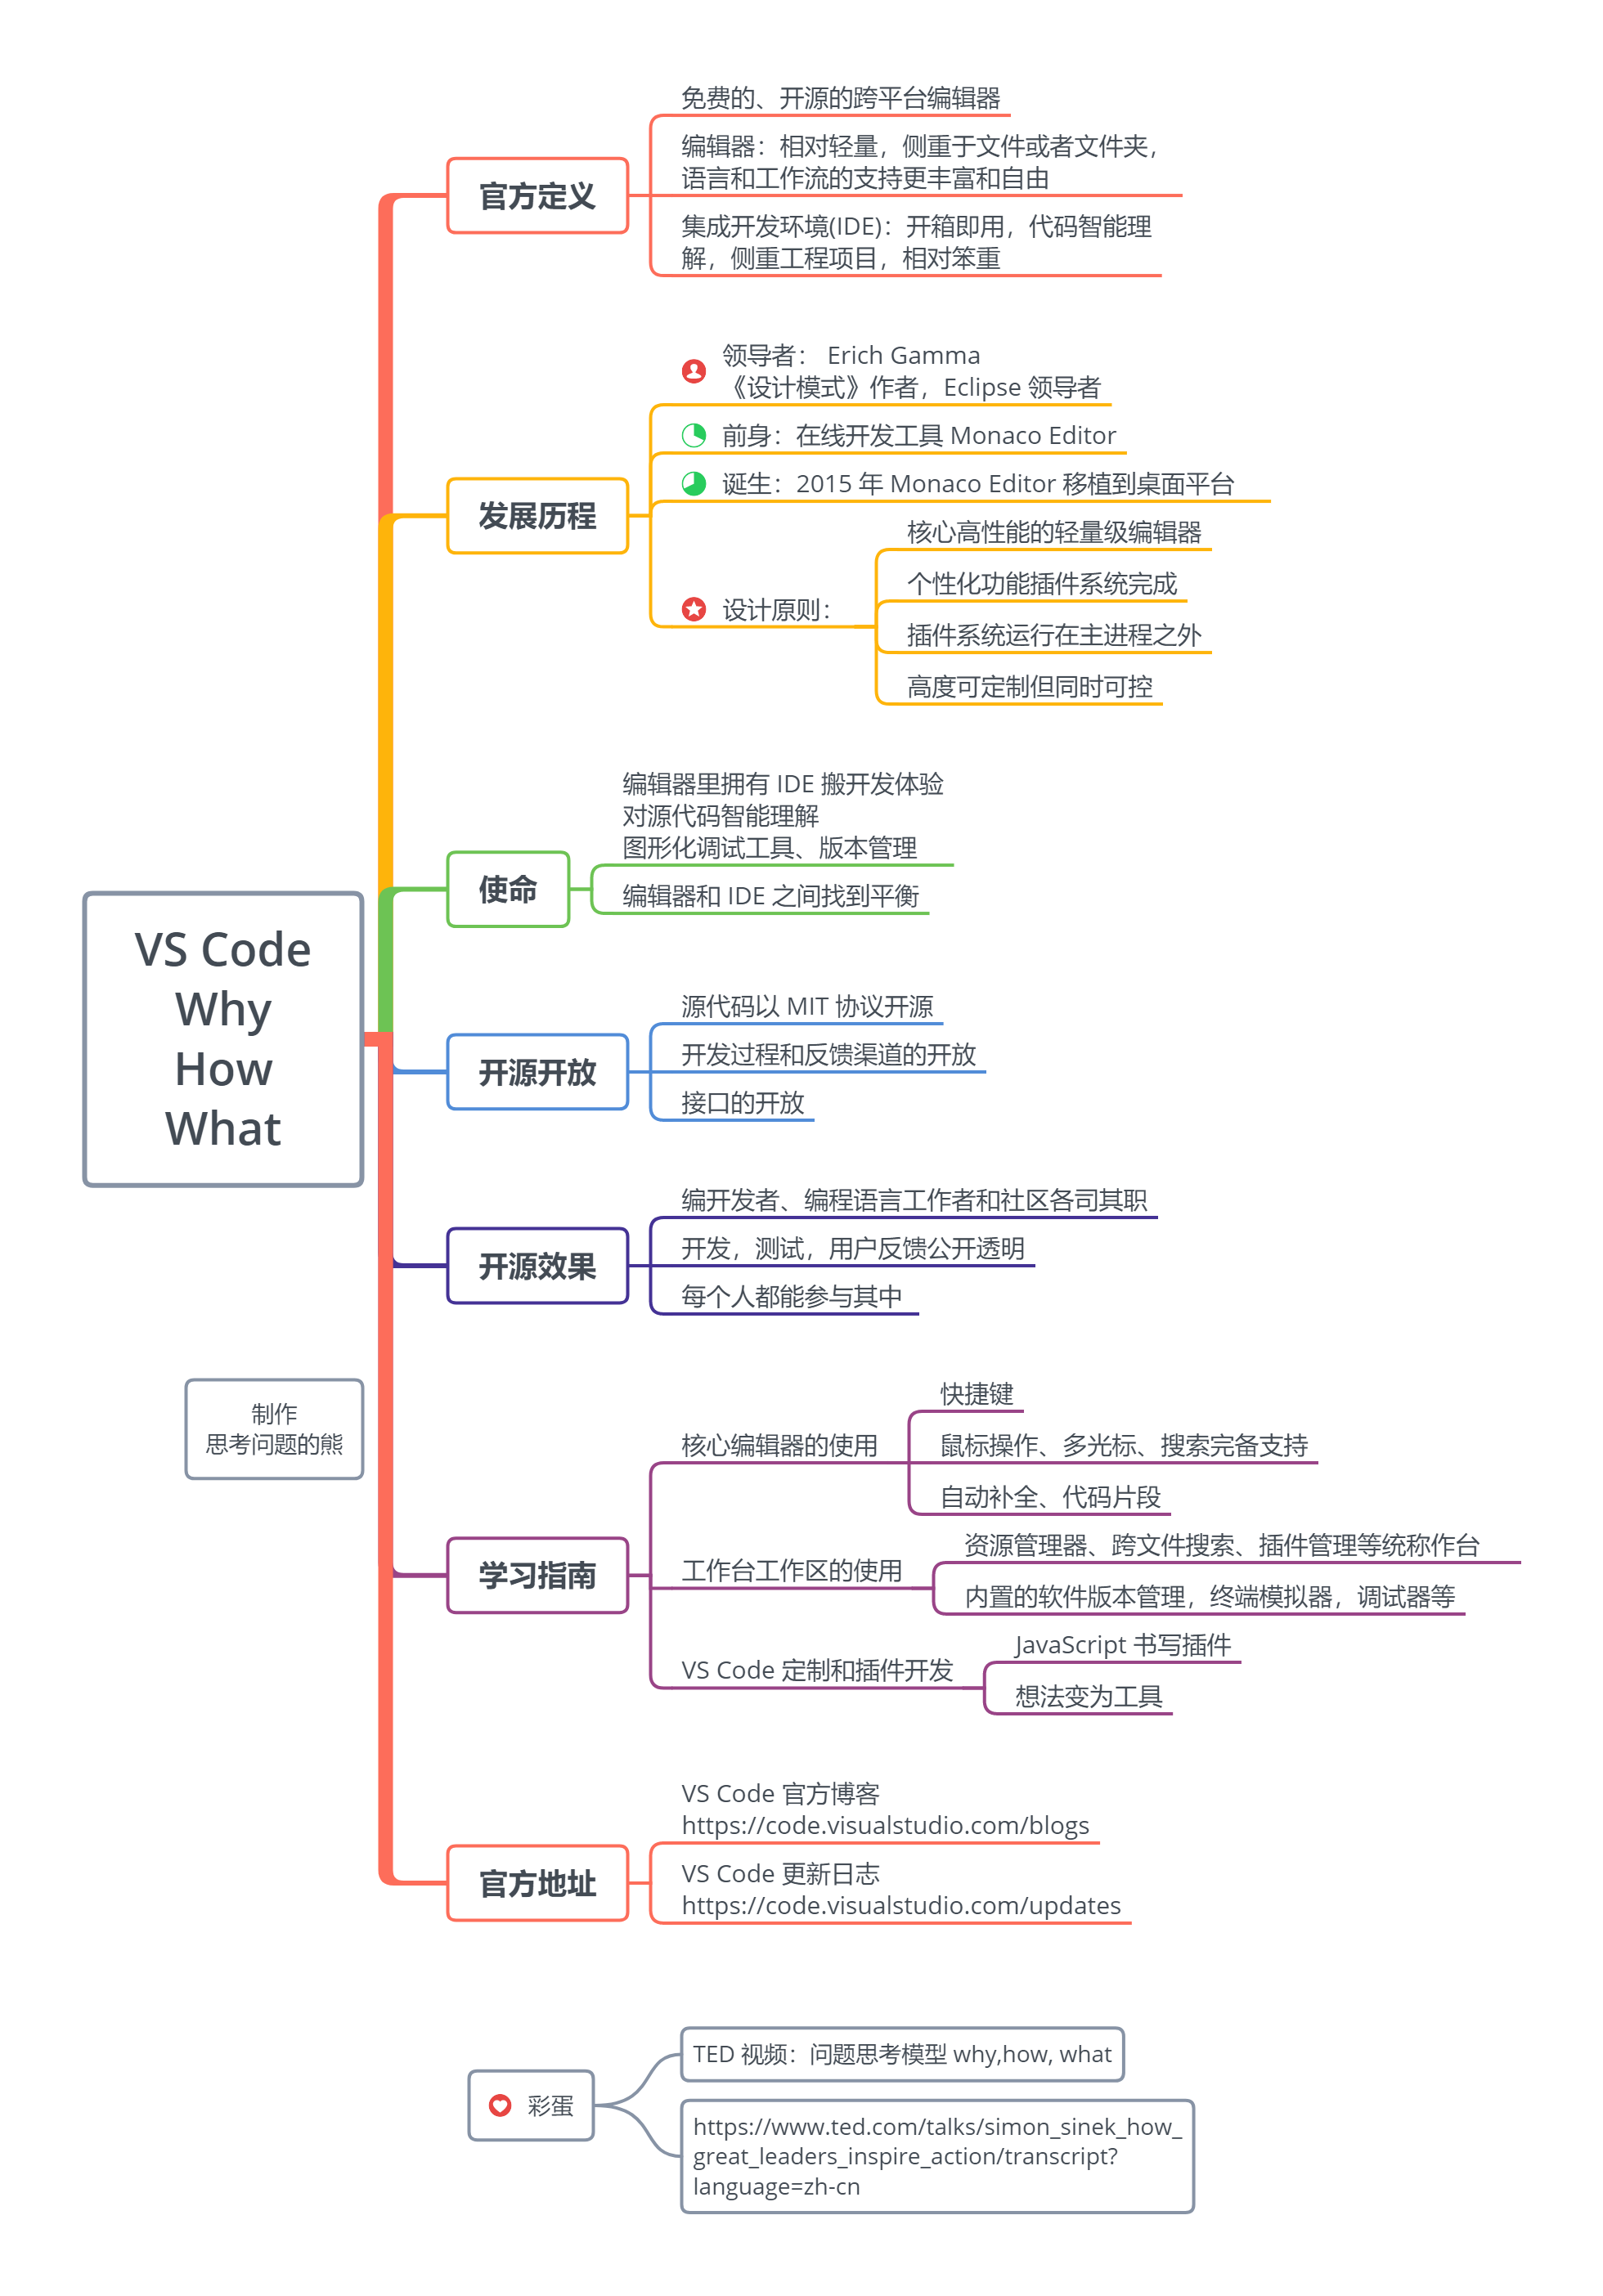 VS Code
Why
How
What
官方定义
免费的、开源的跨平台编辑器
编辑器：相对轻量，侧重于文件或者文件夹，
语言和工作流的支持更丰富和自由
集成开发环境(IDE)：开箱即用，代码智能理
解，侧重工程项目，相对笨重
发展历程
领导者： Erich Gamma
《设计模式》作者，Eclipse 领导者
前身：在线开发工具 Monaco Editor
诞生：2015 年 Monaco Editor 移植到桌面平台
设计原则：
核心高性能的轻量级编辑器
个性化功能插件系统完成
插件系统运行在主进程之外
高度可定制但同时可控
使命
编辑器里拥有 IDE 搬开发体验
对源代码智能理解
图形化调试工具、版本管理
编辑器和 IDE 之间找到平衡
开源开放
源代码以 MIT 协议开源
开发过程和反馈渠道的开放
接口的开放
开源效果
编开发者、编程语言工作者和社区各司其职
开发，测试，用户反馈公开透明
每个人都能参与其中
制作
思考问题的熊
学习指南
核心编辑器的使用
快捷键
鼠标操作、多光标、搜索完备支持
自动补全、代码片段
工作台工作区的使用
资源管理器、跨文件搜索、插件管理等统称作台
内置的软件版本管理，终端模拟器，调试器等
VS Code 定制和插件开发
JavaScript 书写插件
想法变为工具
官方地址
VS Code 官方博客
https://code.visualstudio.com/blogs
VS Code 更新日志
https://code.visualstudio.com/updates
彩蛋
TED 视频：问题思考模型 why,how, what
https://www.ted.com/talks/simon_sinek_how_
great_leaders_inspire_action/transcript?
language=zh-cn